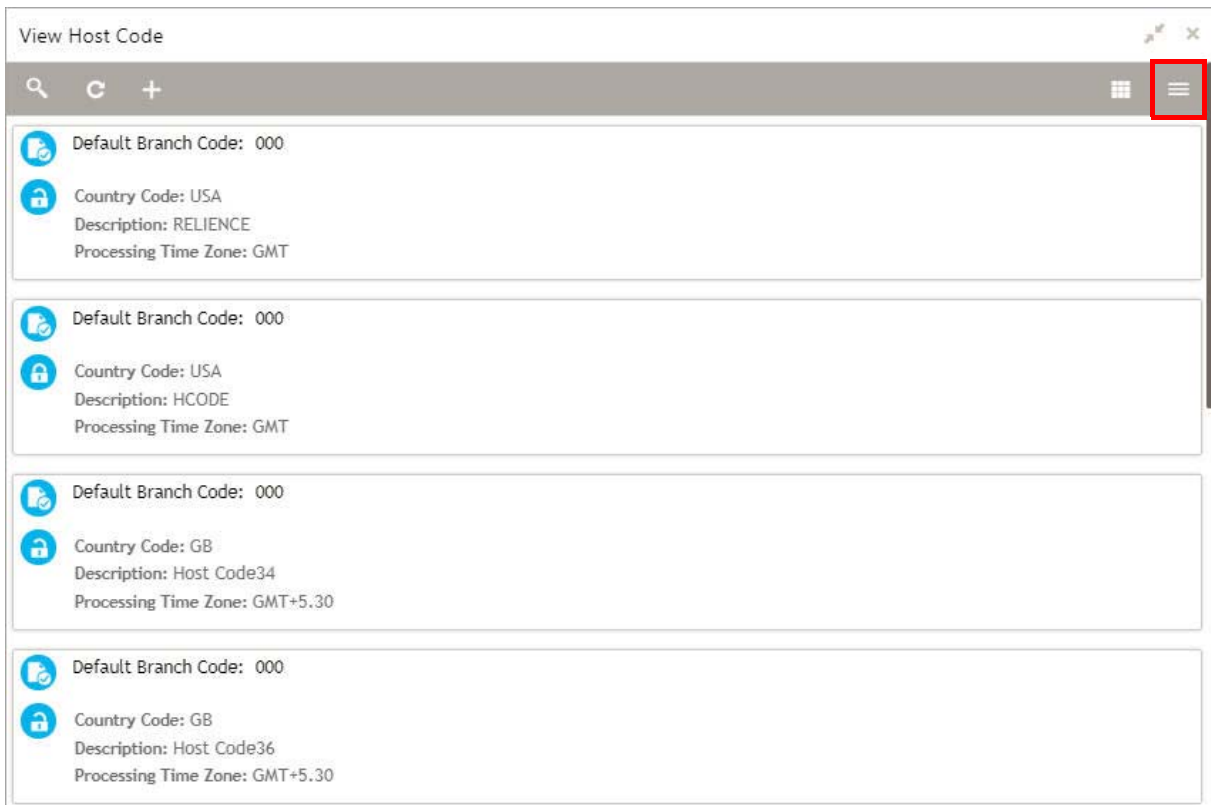 View Host Code
Default Branch Code: 000
Country Code: USA
Description: RELIENCE
Processing Time Zone: GMT
Default Branch Code: 000
Country Code: USA
Description: HCODE
Processing Time Zone: GMT
Default Branch Code: 000
Country Code: GB
Description: Host Code34
Processing Time Zone: GMT+5.30
Default Branch Code: 000
Country Code: GB
Description: Host Code36
Processing Time Zone: GMT+5.30